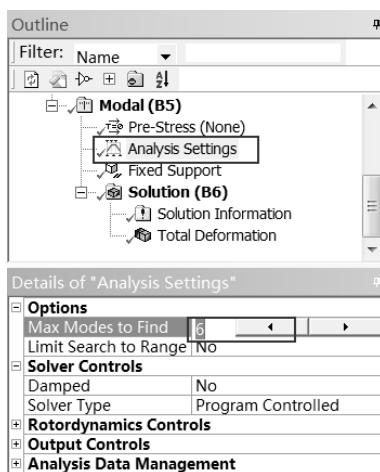 Outline
Filter: Name
Modal (B5)
Pre-Stress (None)
Analysis Settings
Fixed Support
Solution (B6)
Solution Information
Total Deformation
Details of "Analysis Settings"
Options
Max Modes to Find 6
Limit Search to Range No
Solver Controls
Damped No
Solver Type Program Controlled
Rotordynamics Controls
Output Controls
Analysis Data Management